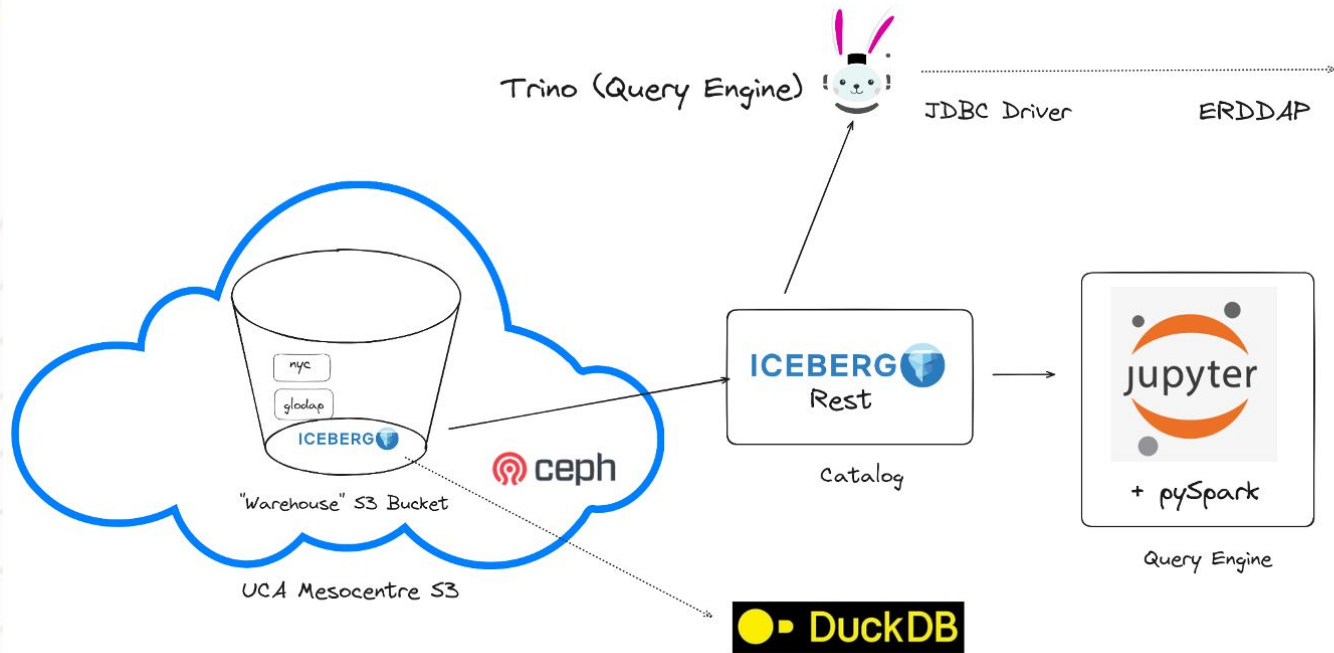 Trino (Query Engine)
JDBC Driver
ERDDAP
nyc
glodap
ICEBERG
"Warehouse" S3 Bucket
ceph
UCA Mesocentre S3
ICEBERG
Rest
Catalog
jupyter
+ pySpark
Query Engine
DuckDB